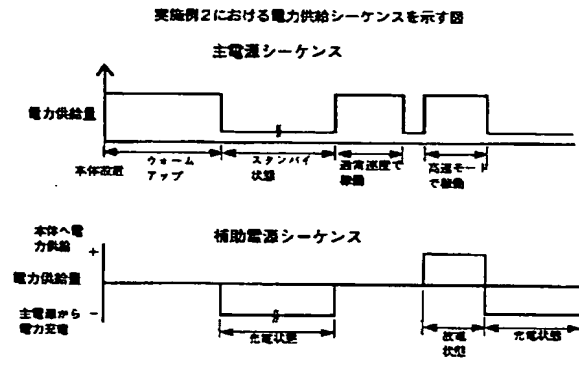 実施例2における電力供給シーケンスを示す図
主電源シーケンス
電力供給量
本体設置
ウォーム
アップ
スタンバイ
状態
通常速度で
稼働
高速モード
で稼働
補助電源シーケンス
本体へ電
力供給
+
電力供給量
主電源から
電力充電
-
充電状態
放電
状態
充電状態